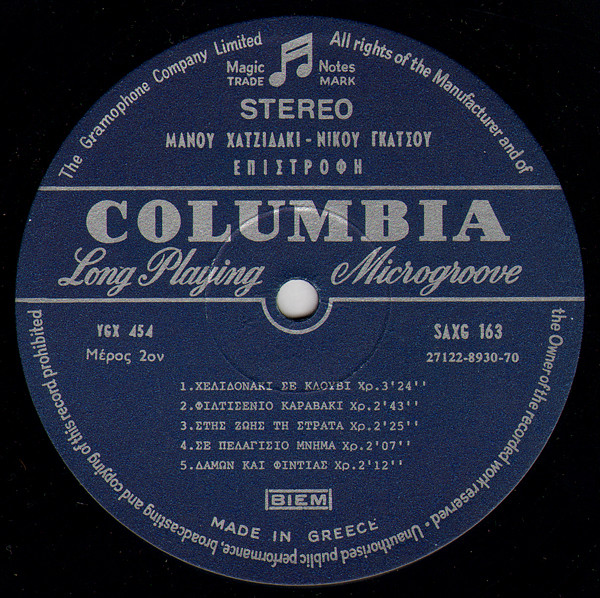 The Gramophone Company Limited
All rights of the Manufacturer and of
the Owner of the recorded work reserved • Unauthorised public performance, broadcasting and copying of this record prohibited
Magic Notes
TRADE MARK
STEREO
ΜΑΝΟΥ ΧΑΤΖΙΔΑΚΙ - ΝΙΚΟΥ ΓΚΑΤΣΟΥ
ΕΠΙΣΤΡΟΦΗ
COLUMBIA
Long Playing Microgroove
YGX 454 SAXG 163
Μέρος 2ον 27122-8930-70
1.ΧΕΛΙΔΟΝΑΚΙ ΣΕ ΚΛΟΥΒΙ Χρ.3'24''
2.ΦΙΛΤΙΣΕΝΙΟ ΚΑΡΑΒΑΚΙ Χρ.2'43''
3.ΣΤΗΣ ΖΩΗΣ ΤΗ ΣΤΡΑΤΑ Χρ.2'25''
4.ΣΕ ΠΕΛΑΓΙΣΙΟ ΜΝΗΜΑ Χρ.2'07''
5.ΔΑΜΩΝ ΚΑΙ ΦΙΝΤΙΑΣ Χρ.2'12''
BIEM
MADE IN GREECE